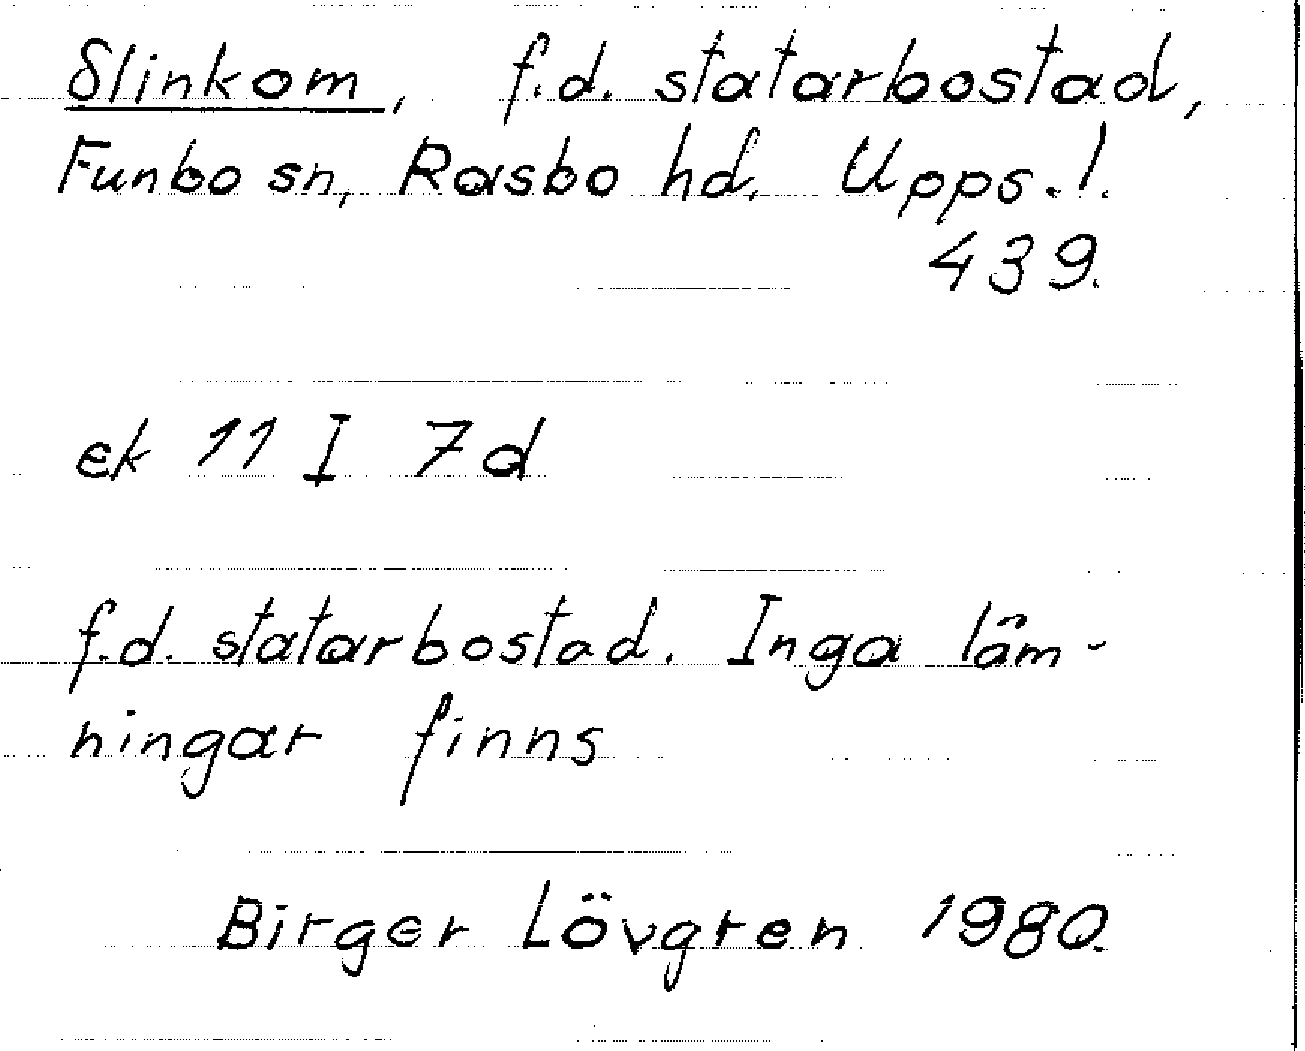 Slinkom, f.d. statarbostad,
Funbo sn, Rasbo hd. Upps. l.
439.
ek 11 I 7d
f.d. statarbostad. Inga läm-
ningar finns
Birger Lövgren 1980.